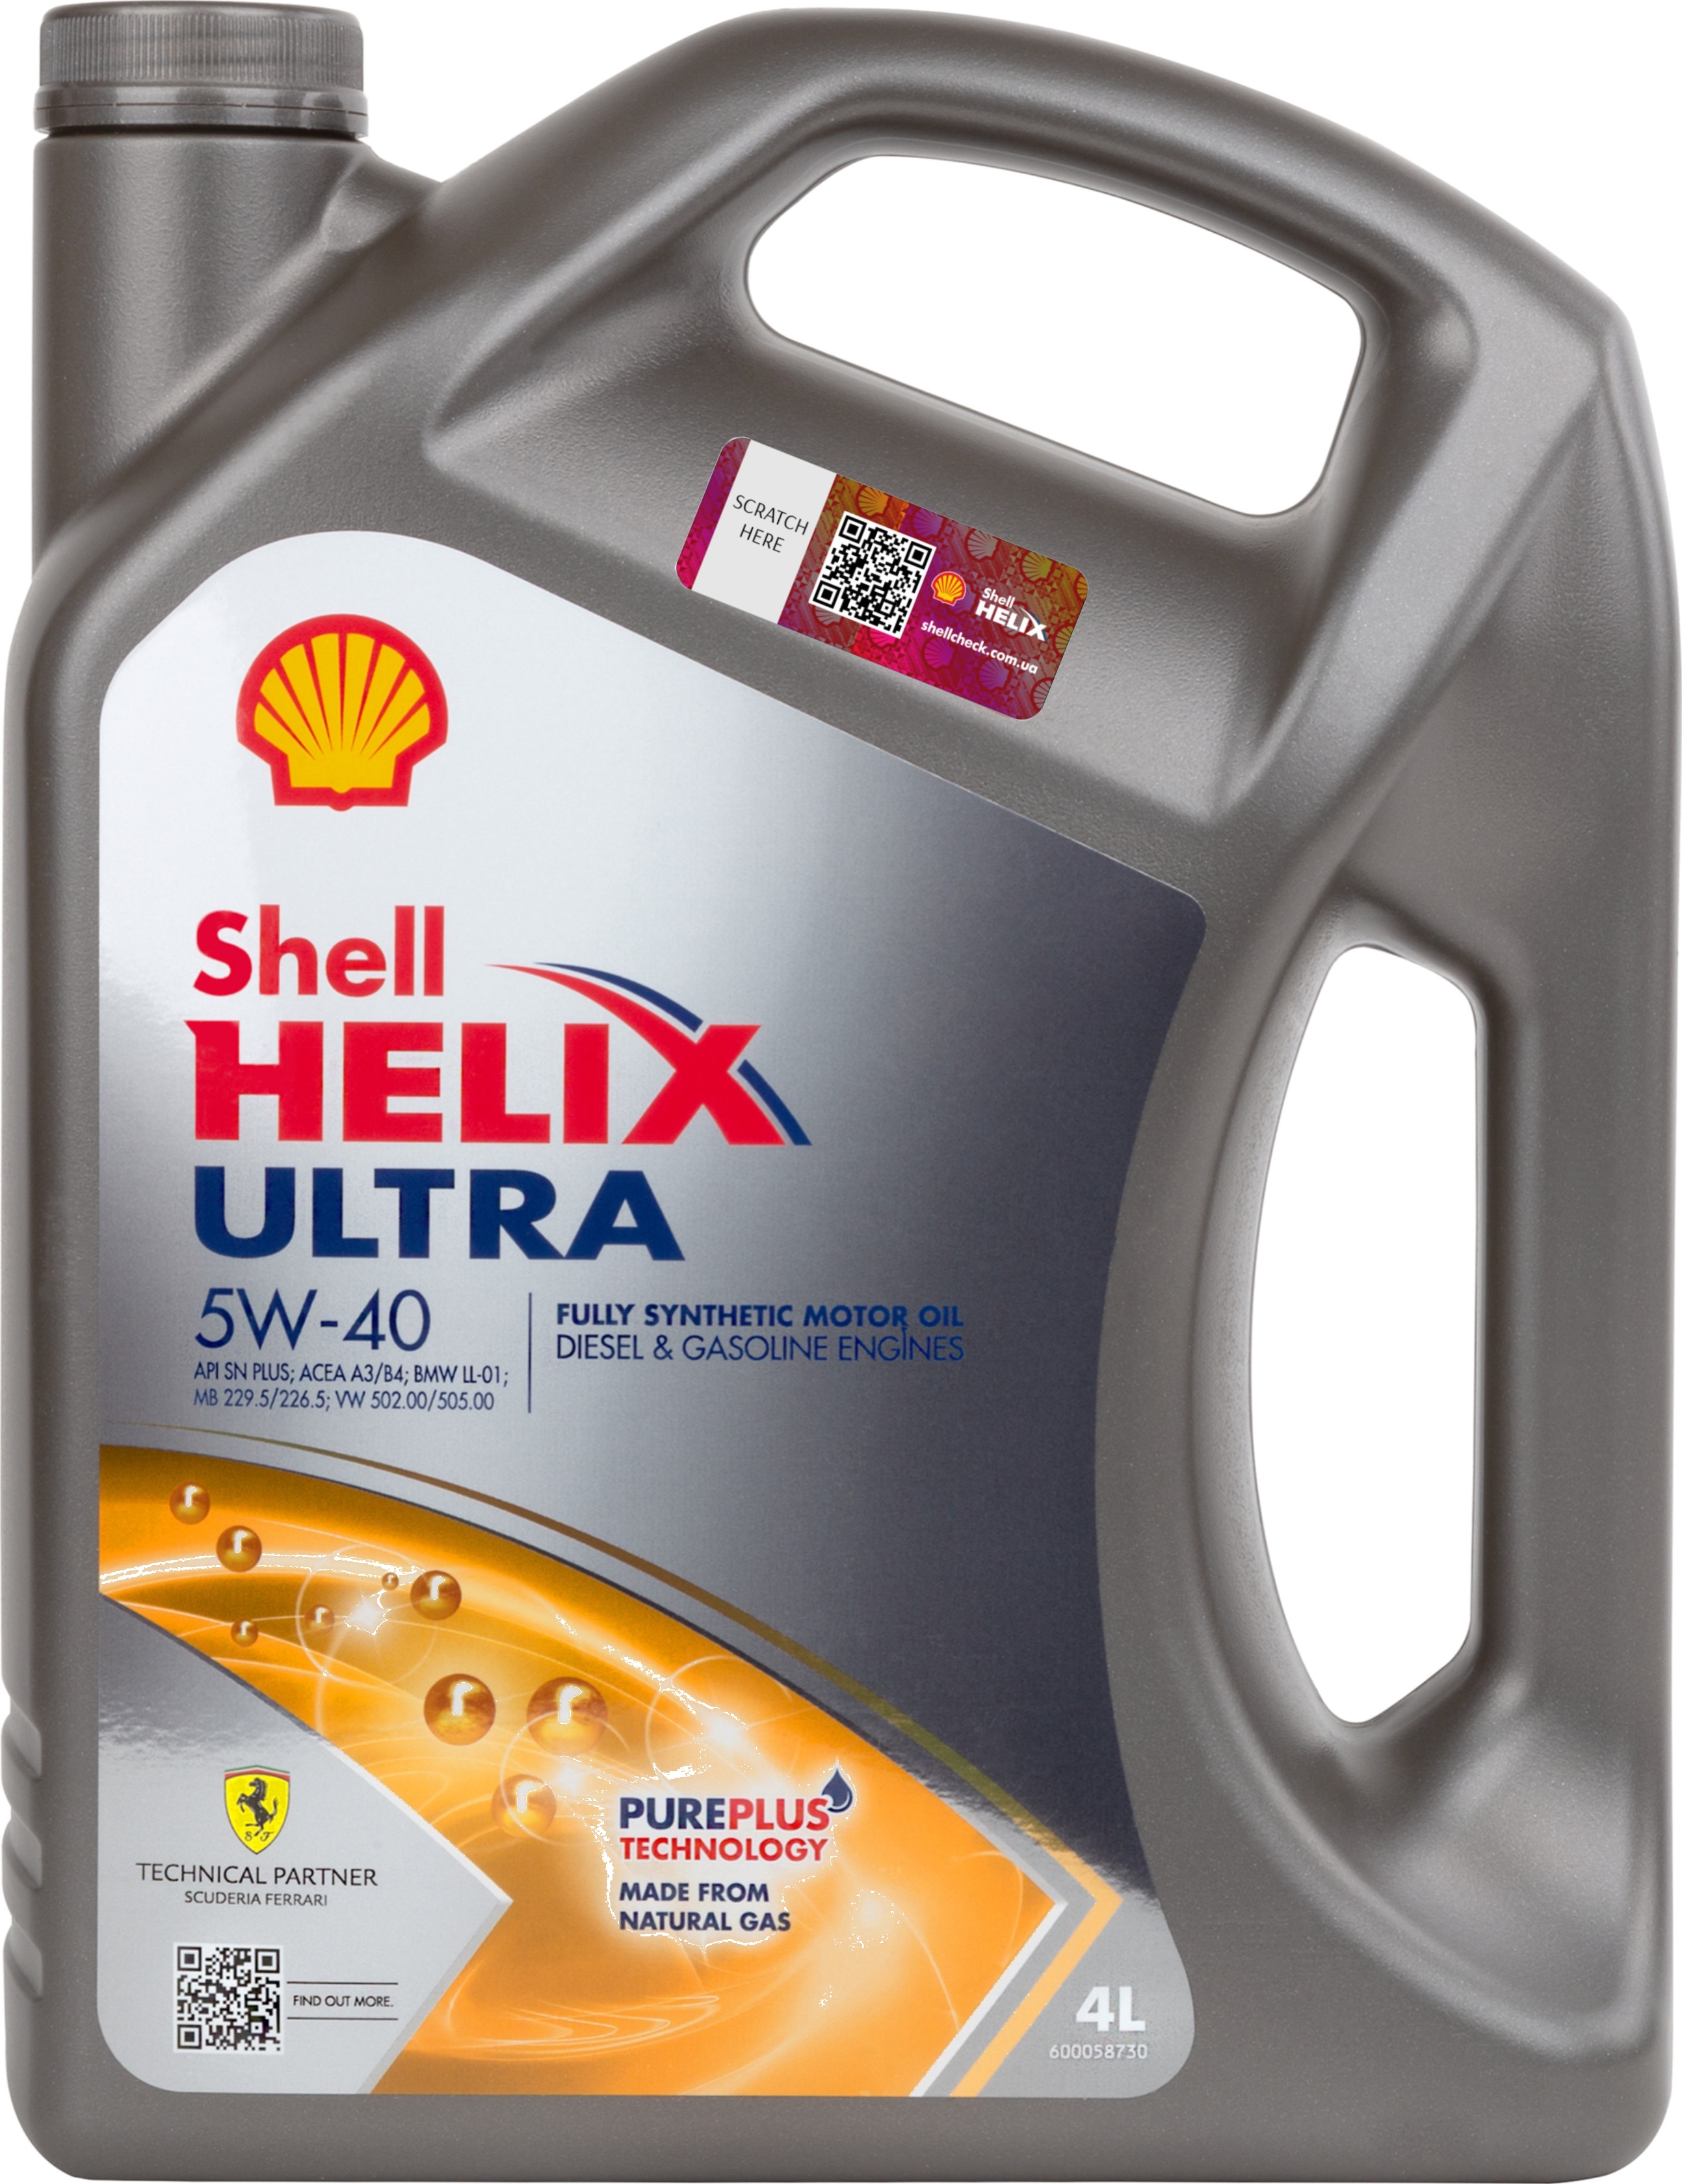 SCRATCH
HERE
Shell
HELIX
shellcheck.com.ua
Shell
HELIX
ULTRA
5W-40
API SN PLUS; ACEA A3/B4; BMW LL-01;
MB 229.5/226.5; VW 502.00/505.00
FULLY SYNTHETIC MOTOR OIL
DIESEL & GASOLINE ENGINES
PUREPLUS
TECHNOLOGY
MADE FROM
NATURAL GAS
S F
TECHNICAL PARTNER
SCUDERIA FERRARI
FIND OUT MORE.
4L
600058730